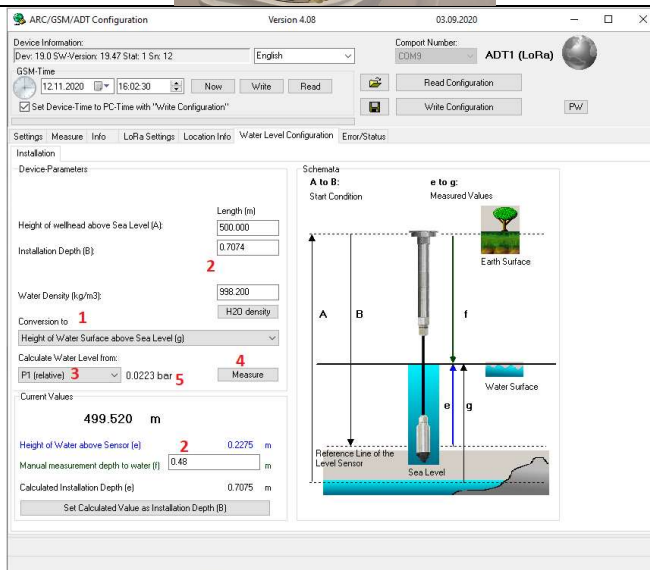 ARC/GSM/ADT Configuration Version 4.08 03.09.2020
Device Information:
Dev: 19.0 SW-Version: 19.47 Stat: 1 Sn: 12
English
Comport Number:
COM9
ADT1 (LoRa)
GSM-Time
12.11.2020 16:02:30 Now Write Read
Read Configuration
Set Device-Time to PC-Time with "Write Configuration"
Write Configuration
PW
Settings Measure Info LoRa Settings Location Info Water Level Configuration Error/Status
Installation
Device-Parameters
Length (m)
Height of wellhead above Sea Level (A): 500.000
Installation Depth (B): 0.7074
2
Water Density (kg/m3): 998.200
H2O density
Conversion to 1
Height of Water Surface above Sea Level (g)
Calculate Water Level from: 4
P1 (relative) 3 0.0223 bar 5 Measure
Current Values
499.520 m
Height of Water above Sensor (e) 2 0.2275 m
Manual measurement depth to water (f) 0.48 m
Calculated Installation Depth (e) 0.7075 m
Set Calculated Value as Installation Depth (B)
Schemata
A to B: e to g:
Start Condition Measured Values
Earth Surface
A B f
Water Surface
e g
Reference Line of the
Level Sensor
Sea Level